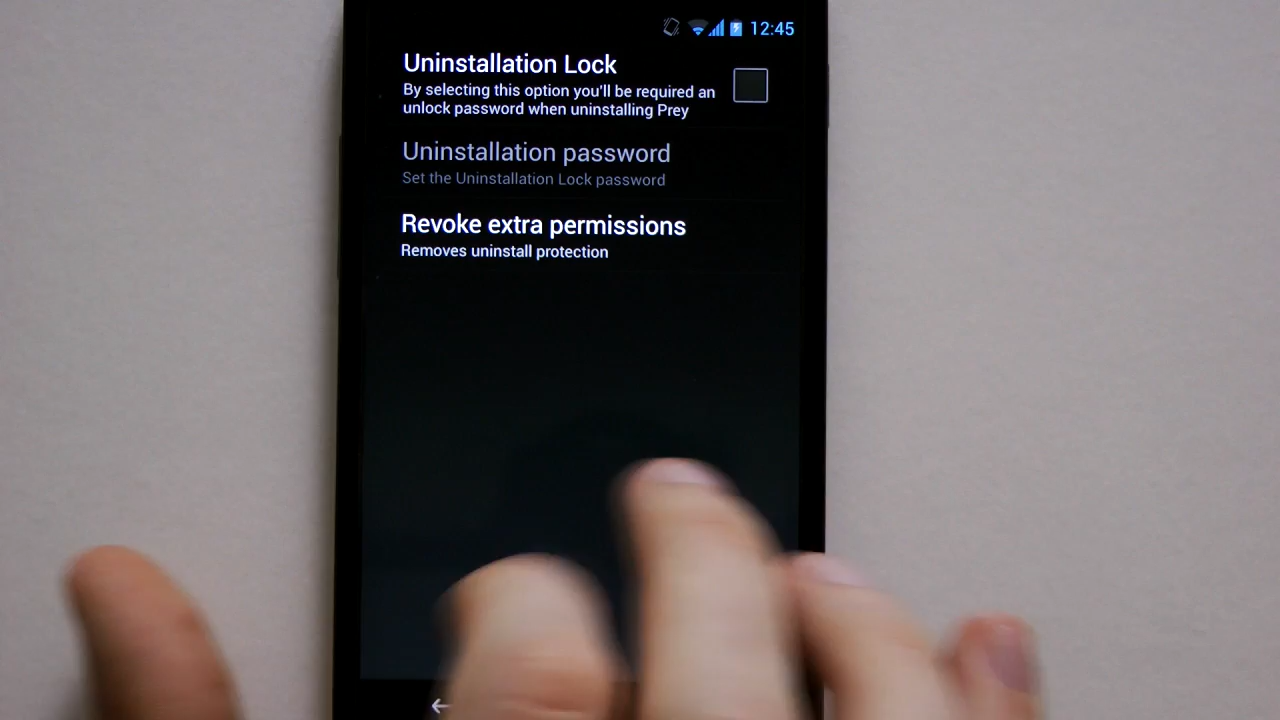 12:45
Uninstallation Lock
By selecting this option you'll be required an
unlock password when uninstalling Prey
Uninstallation password
Set the Uninstallation Lock password
Revoke extra permissions
Removes uninstall protection